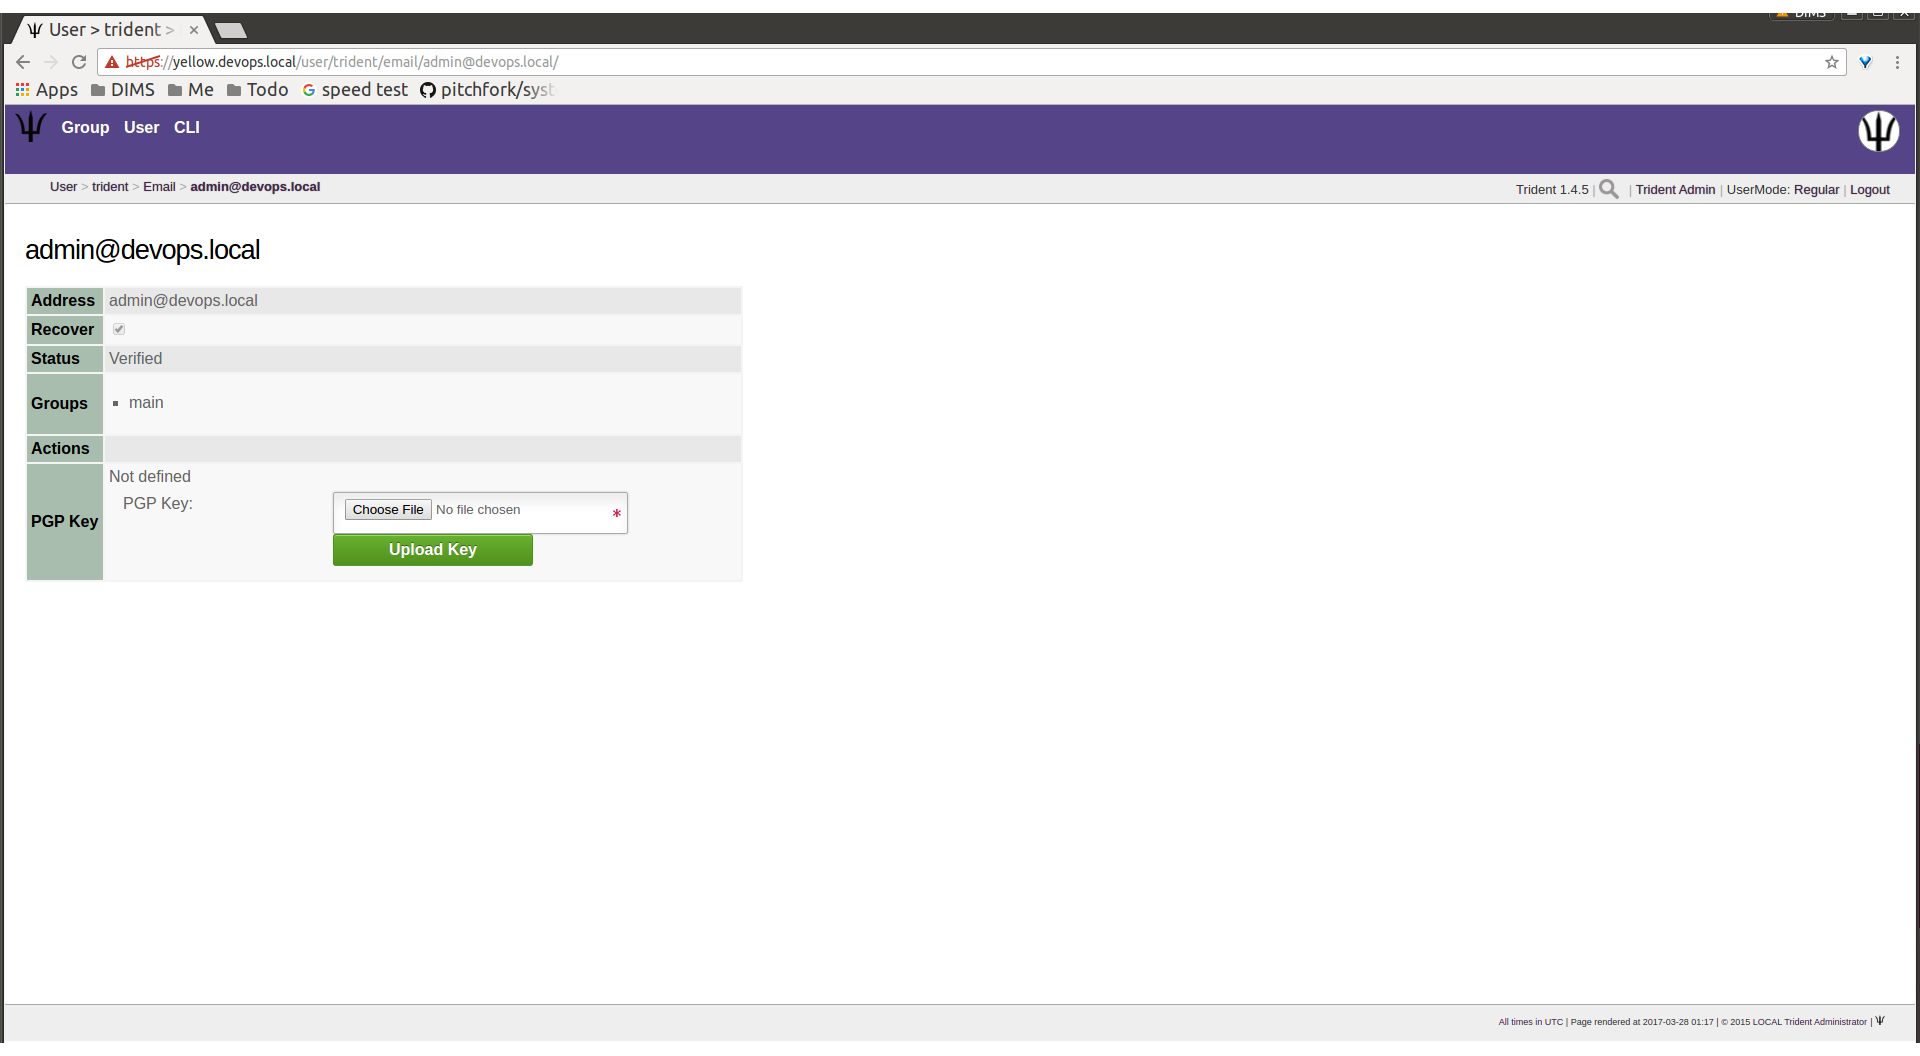 DIMS
User > trident >
https://yellow.devops.local/user/trident/email/admin@devops.local/
Apps DIMS Me Todo speed test pitchfork/syst
Group User CLI
User > trident > Email > admin@devops.local
Trident 1.4.5 | | Trident Admin | UserMode: Regular | Logout
admin@devops.local
Address admin@devops.local
Recover
Status Verified
Groups main
Actions
PGP Key
Not defined
PGP Key: Choose File No file chosen *
Upload Key
All times in UTC | Page rendered at 2017-03-28 01:17 | © 2015 LOCAL Trident Administrator |